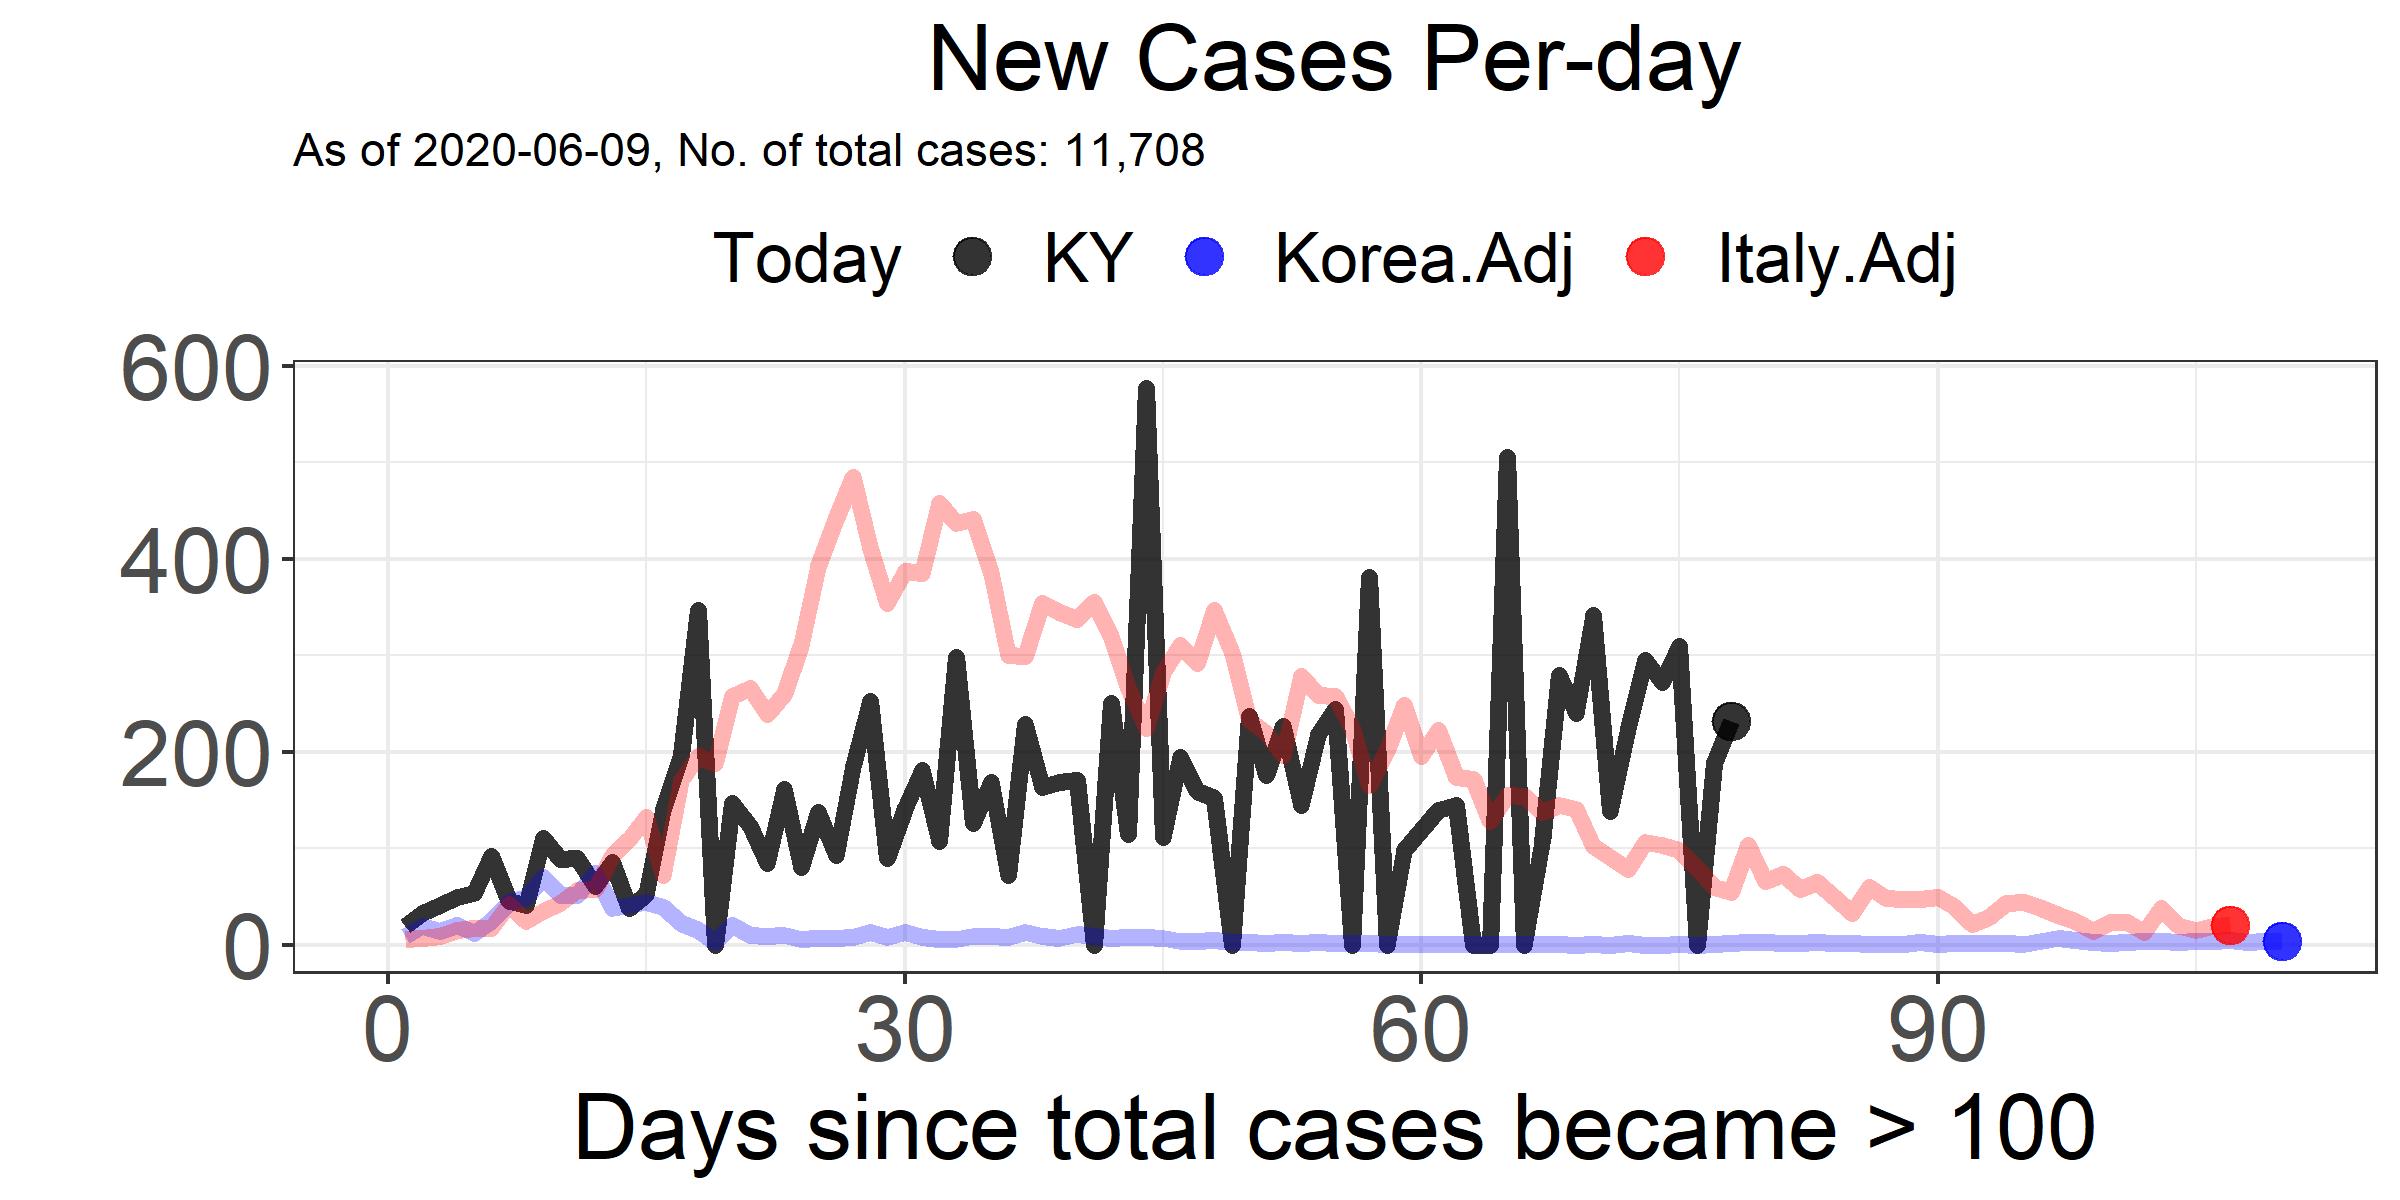 New Cases Per-day
As of 2020-06-09, No. of total cases: 11,708
Today KY Korea.Adj Italy.Adj
600
400
200
0
0 30 60 90
Days since total cases became > 100